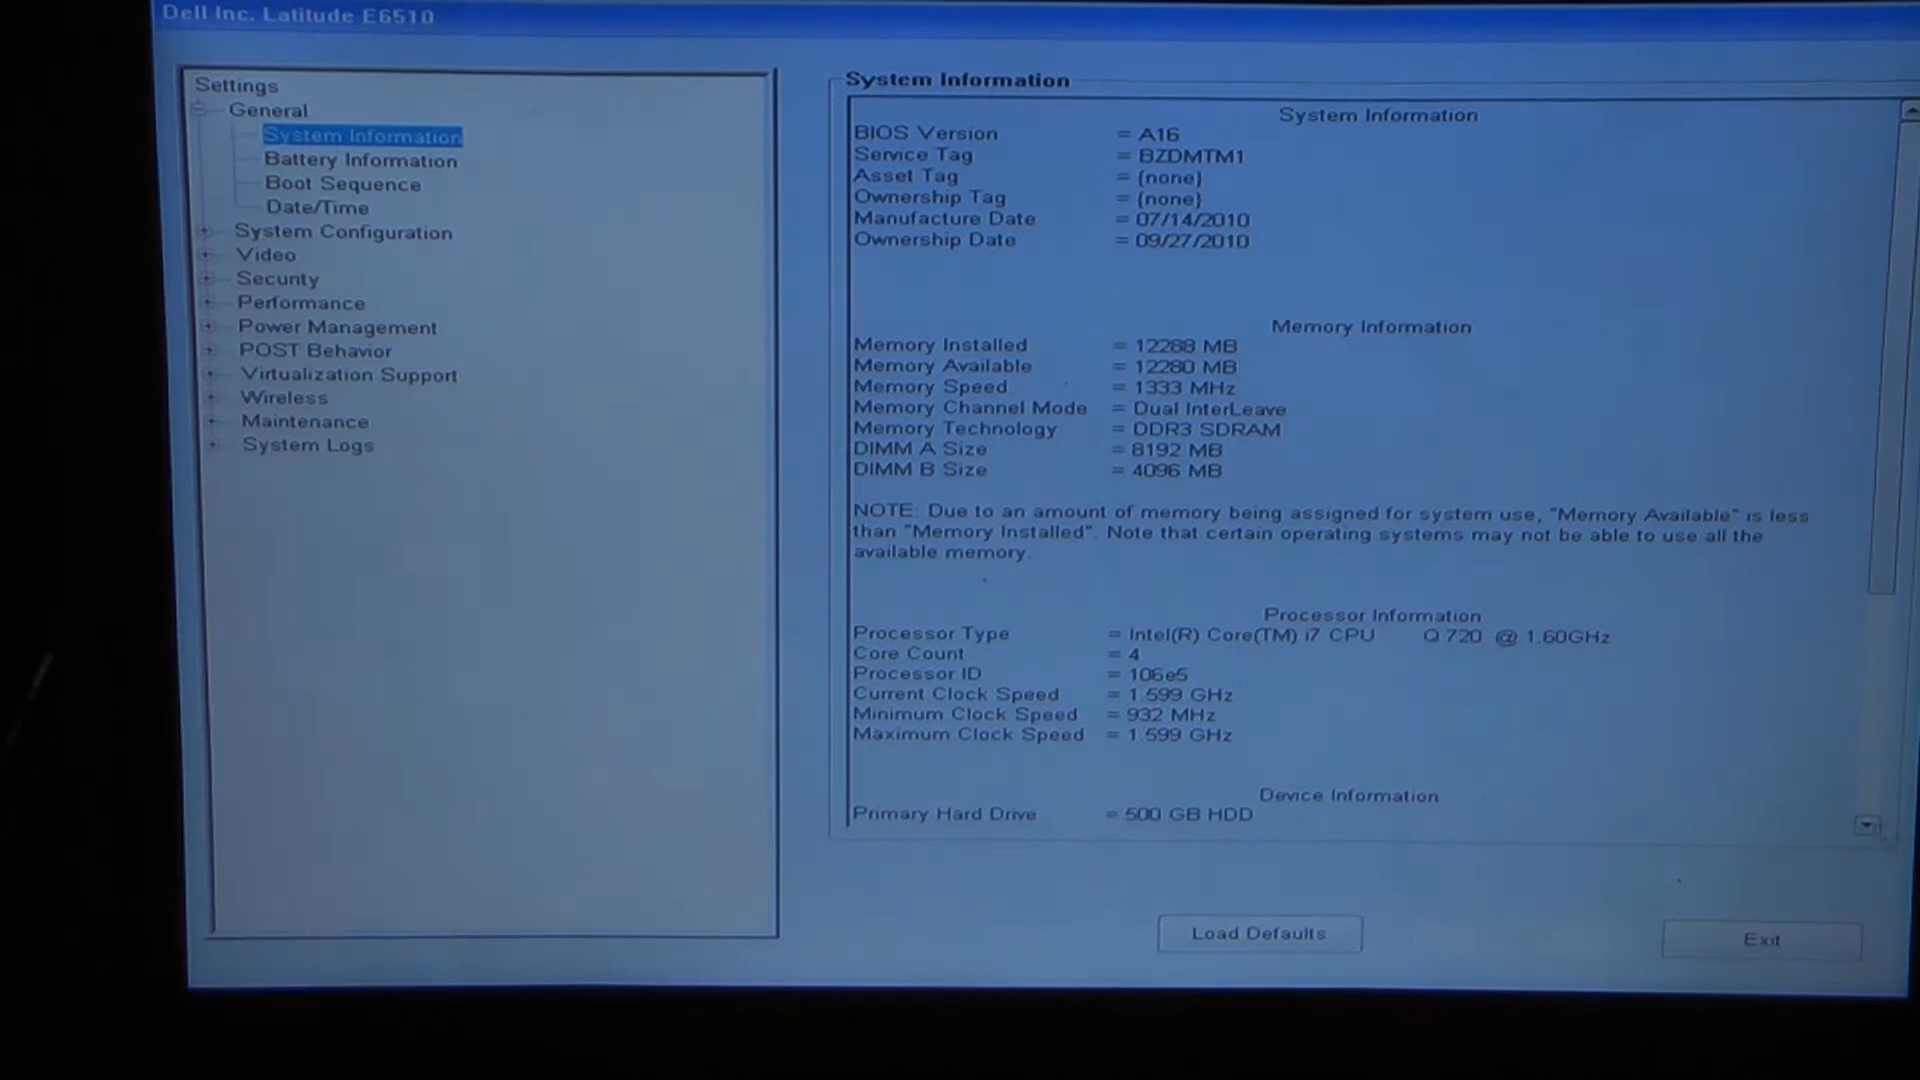 Dell Inc. Latitude E6510
Settings
General
System Information
Battery Information
Boot Sequence
Date/Time
System Configuration
Video
Security
Performance
Power Management
POST Behavior
Virtualization Support
Wireless
Maintenance
System Logs
System Information
System Information
BIOS Version = A16
Service Tag = BZDMTM1
Asset Tag = {none}
Ownership Tag = {none}
Manufacture Date = 07/14/2010
Ownership Date = 09/27/2010
Memory Information
Memory Installed = 12288 MB
Memory Available = 12280 MB
Memory Speed = 1333 MHz
Memory Channel Mode = Dual InterLeave
Memory Technology = DDR3 SDRAM
DIMM A Size = 8192 MB
DIMM B Size = 4096 MB
NOTE: Due to an amount of memory being assigned for system use, "Memory Available" is less
than "Memory Installed". Note that certain operating systems may not be able to use all the
available memory.
Processor Information
Processor Type = Intel(R) Core(TM) i7 CPU Q 720 @ 1.60GHz
Core Count = 4
Processor ID = 106e5
Current Clock Speed = 1.599 GHz
Minimum Clock Speed = 932 MHz
Maximum Clock Speed = 1.599 GHz
Device Information
Primary Hard Drive = 500 GB HDD
Load Defaults
Exit